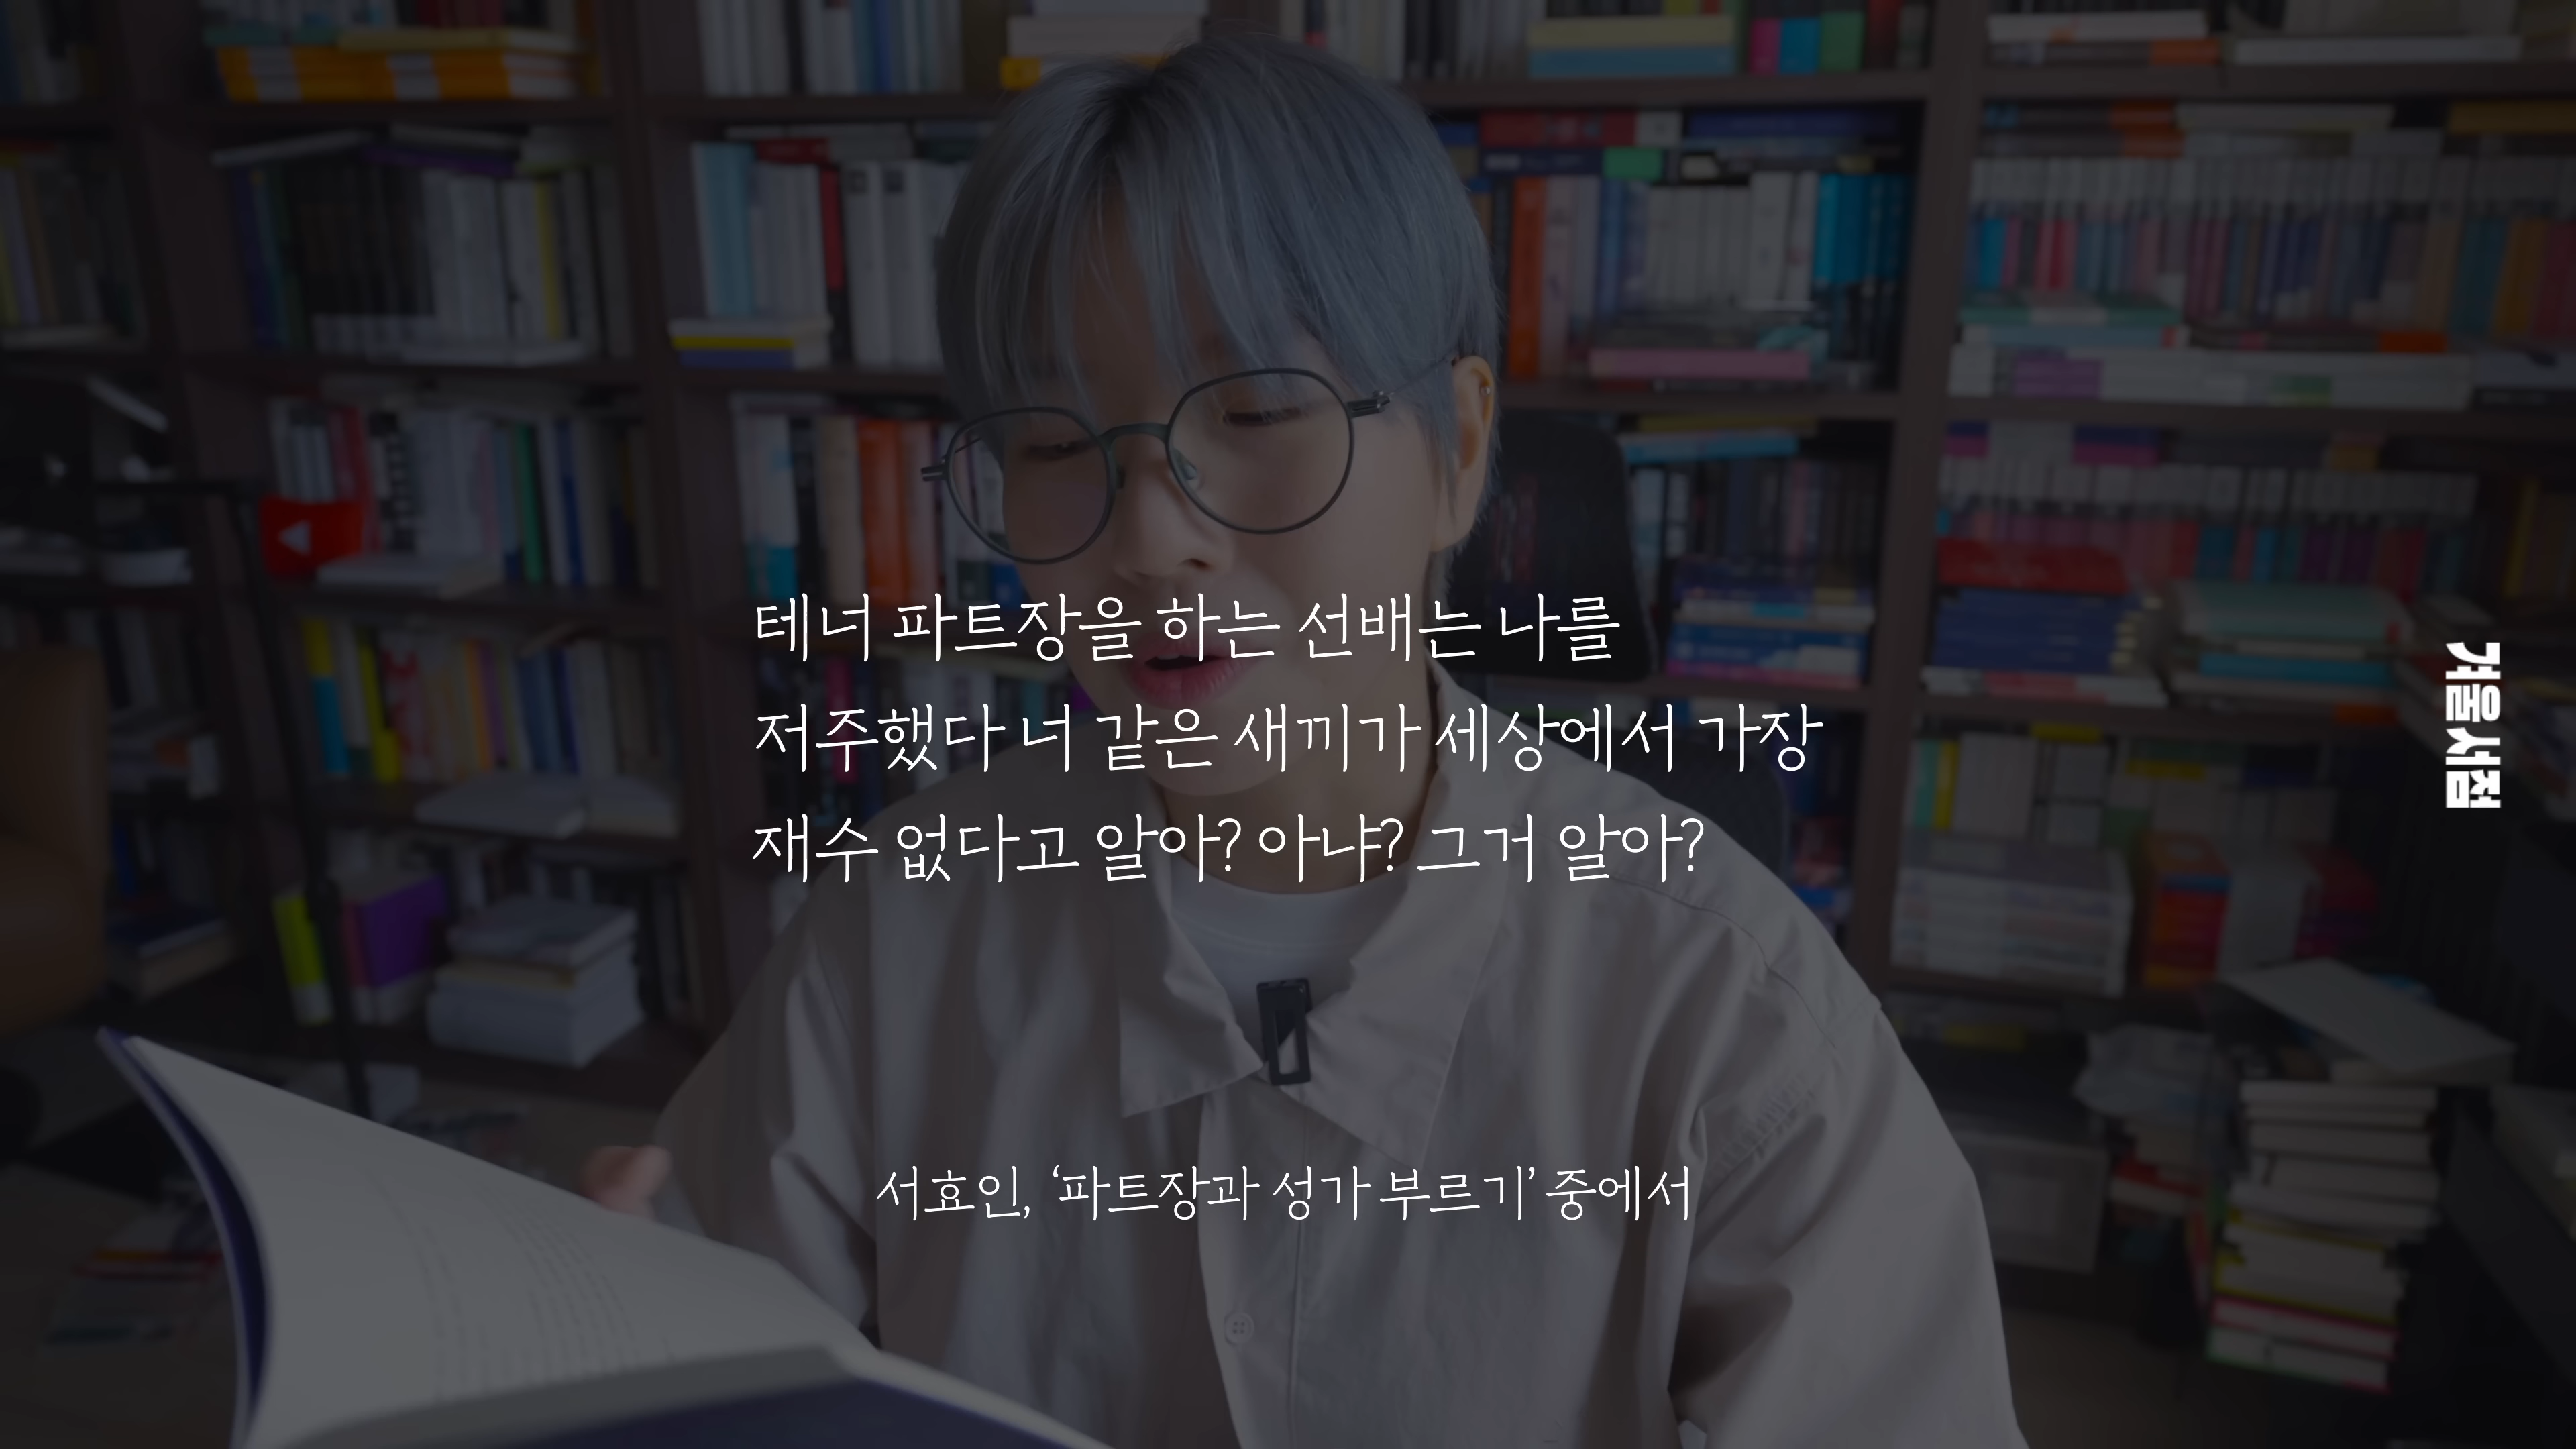 테너 파트장을 하는 선배는 나를
저주했다 너 같은 새끼가 세상에서 가장
재수 없다고 알아? 아냐? 그거 알아?
서효인, ‘파트장과 성가 부르기’ 중에서
겨울서점